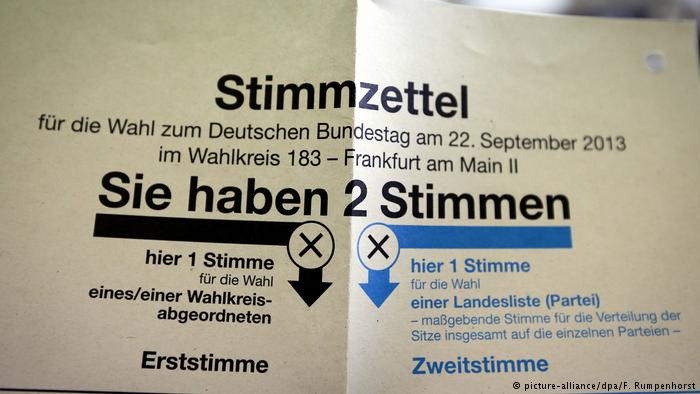 Stimmzettel
für die Wahl zum Deutschen Bundestag am 22. September 2013
im Wahlkreis 183 – Frankfurt am Main II
Sie haben 2 Stimmen
hier 1 Stimme
für die Wahl
eines/einer Wahlkreis-
abgeordneten
Erststimme
hier 1 Stimme
für die Wahl
einer Landesliste (Partei)
– maßgebende Stimme für die Verteilung der
Sitze insgesamt auf die einzelnen Parteien –
Zweitstimme
© picture-alliance/dpa/F. Rumpenhorst